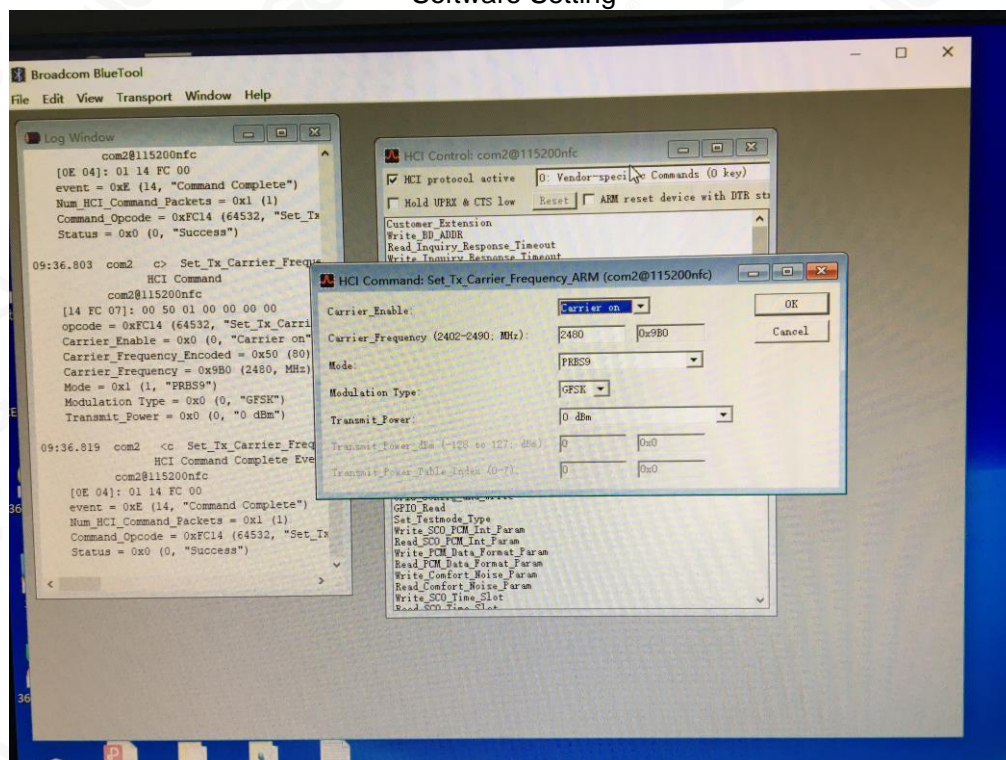 Software Setting
Broadcom BlueTool
File Edit View Transport Window Help
Log Window
com2@115200nfc
[0E 04]: 01 14 FC 00
event = 0xE (14, "Command Complete")
Num_HCI_Command_Packets = 0x1 (1)
Command_Opcode = 0xFC14 (64532, "Set_Tx
Status = 0x0 (0, "Success")
09:36.803 com2 c> Set_Tx_Carrier_Freque
HCI Command
com2@115200nfc
[14 FC 07]: 00 50 01 00 00 00 00
opcode = 0xFC14 (64532, "Set_Tx_Carri
Carrier_Enable = 0x0 (0, "Carrier on"
Carrier_Frequency_Encoded = 0x50 (80)
Carrier_Frequency = 0x9B0 (2480, MHz)
Mode = 0x1 (1, "PRBS9")
Modulation Type = 0x0 (0, "GFSK")
Transmit_Power = 0x0 (0, "0 dBm")
09:36.819 com2 <c Set_Tx_Carrier_Freq
HCI Command Complete Eve
com2@115200nfc
[0E 04]: 01 14 FC 00
event = 0xE (14, "Command Complete")
Num_HCI_Command_Packets = 0x1 (1)
Command_Opcode = 0xFC14 (64532, "Set_Tx
Status = 0x0 (0, "Success")
HCI Control: com2@115200nfc
HCI protocol active 0: Vendor-specific Commands (0 key)
Hold UPRX & CTS low Reset ARM reset device with DTR st
Customer_Extension
Write_BD_ADDR
Read_Inquiry_Response_Timeout
Write_Inquiry_Response_Timeout
HCI Command: Set_Tx_Carrier_Frequency_ARM (com2@115200nfc)
Carrier_Enable: Carrier on OK
Carrier_Frequency (2402-2490; MHz): 2480 0x9B0 Cancel
Mode: PRBS9
Modulation Type: GFSK
Transmit_Power: 0 dBm
Transmit_Power_dBm (-128 to 127; dBm): 0 0x0
Transmit_Power_Table_Index (0-7): 0 0x0
GPIO_Config_and_Write
GPIO_Read
Set_Testmode_Type
Write_SCO_PCM_Int_Param
Read_SCO_PCM_Int_Param
Write_PCM_Data_Format_Param
Read_PCM_Data_Format_Param
Write_Comfort_Noise_Param
Read_Comfort_Noise_Param
Write_SCO_Time_Slot
Read_SCO_Time_Slot
36
36